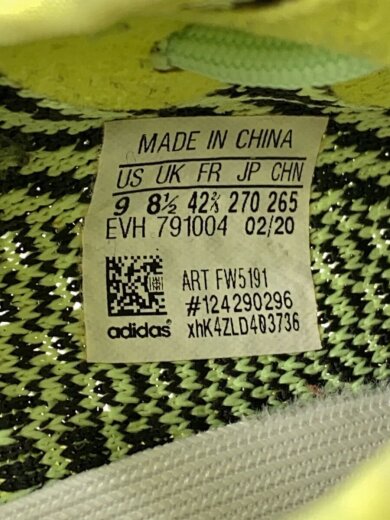 MADE IN CHINA
US UK FR JP CHN
9 8½ 42⅔ 270 265
EVH 791004 02/20
ART FW5191
#124290296
adidas xhK4ZLD403736